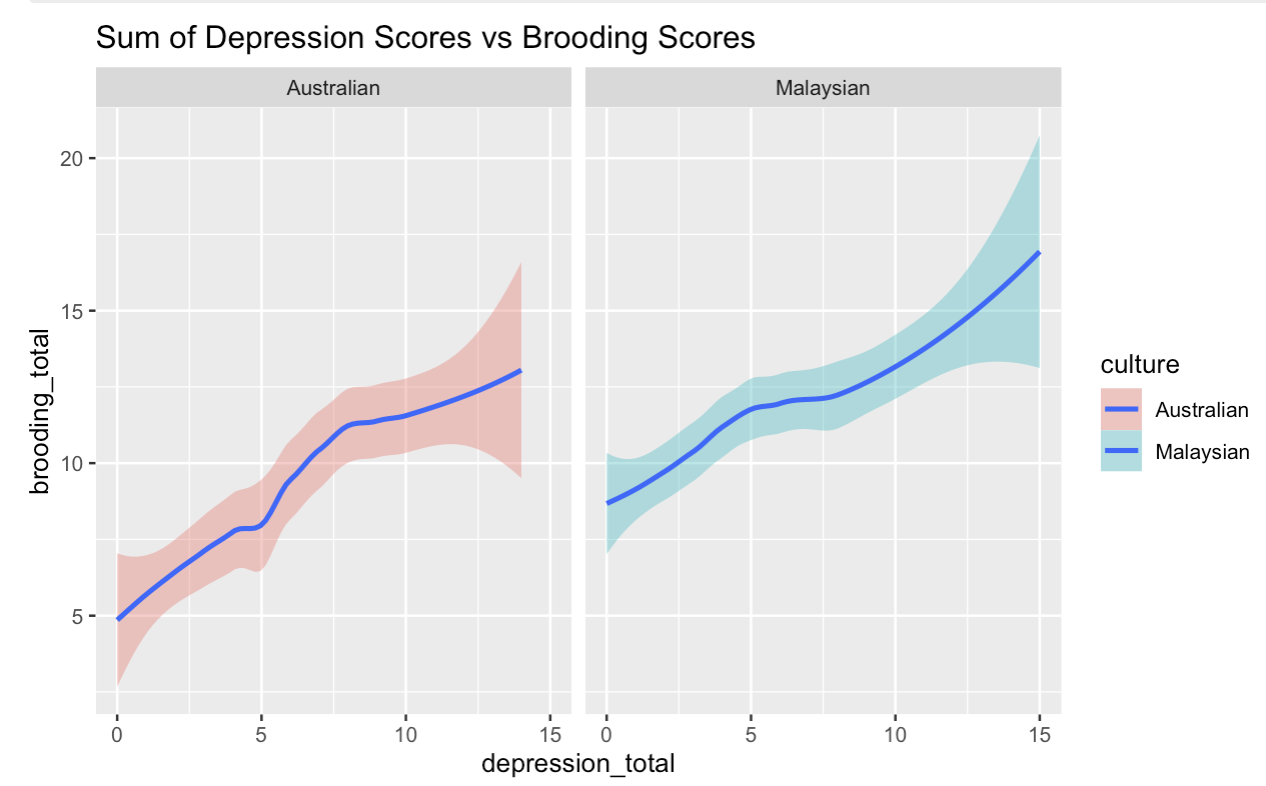 Sum of Depression Scores vs Brooding Scores
Australian
Malaysian
20
15
10
5
brooding_total
0
5
10
15
0
5
10
15
depression_total
culture
Australian
Malaysian